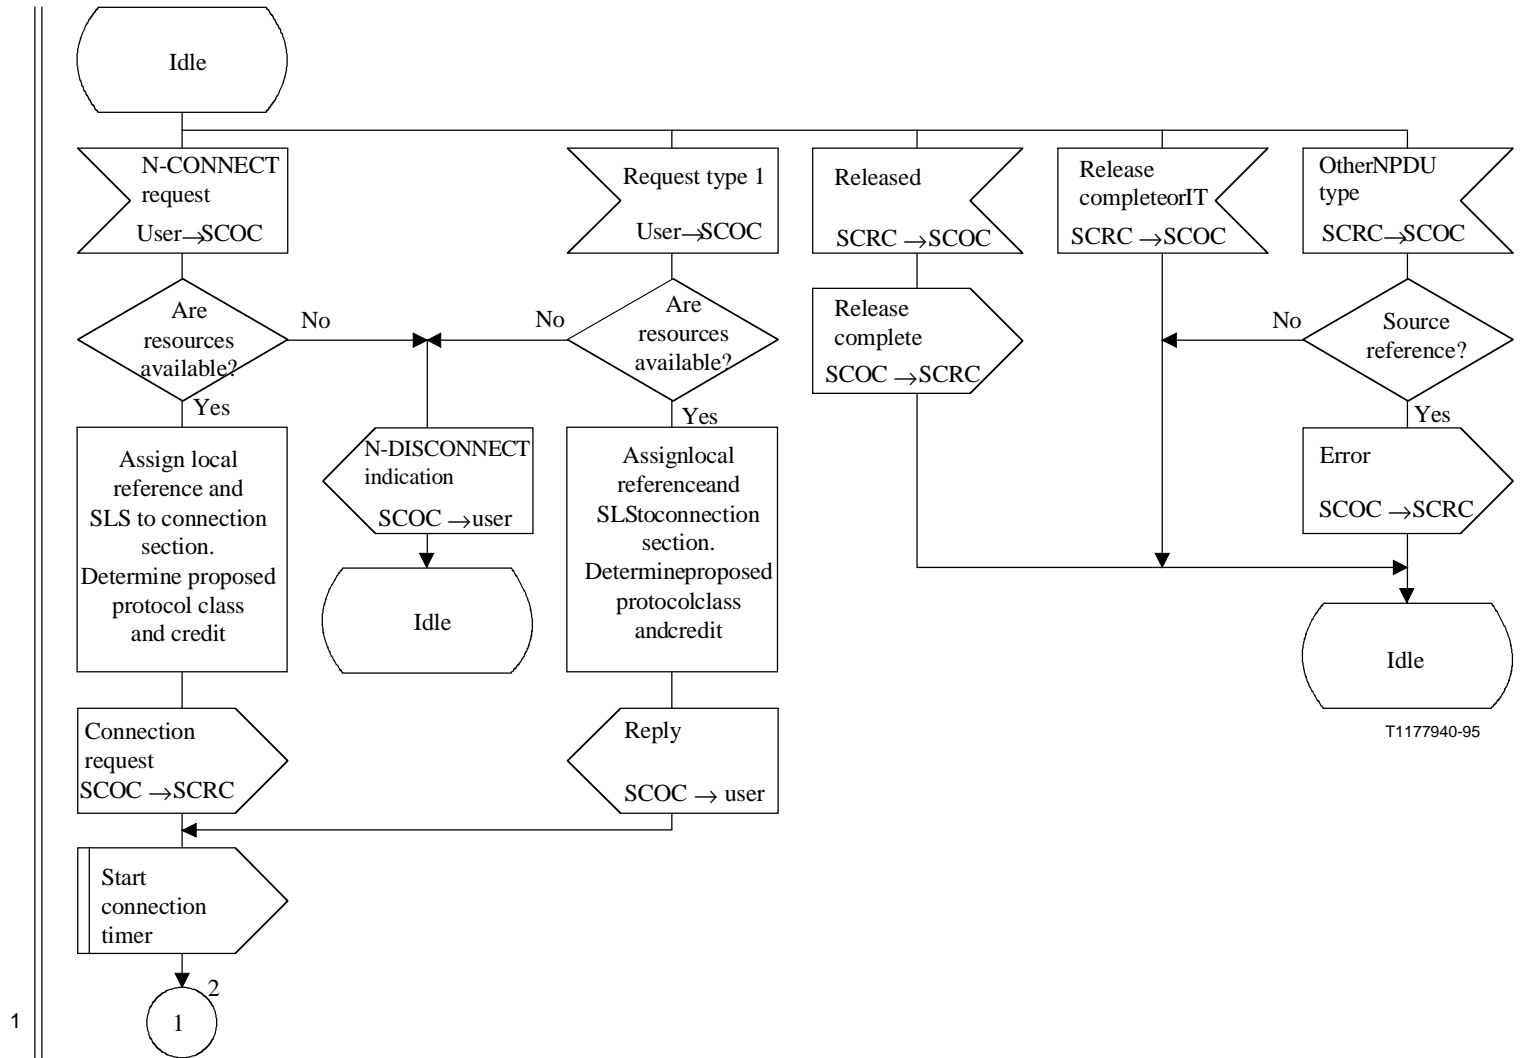 Idle
N-CONNECT
request
User→SCOC
Request type 1
User→SCOC
Released
SCRC →SCOC
Release
completeorIT
SCRC →SCOC
OtherNPDU
type
SCRC→SCOC
Are
resources
available?
No
Yes
No
Are
resources
available?
Yes
Release
complete
SCOC →SCRC
No
Source
reference?
Yes
Assign local
reference and
SLS to connection
section.
Determine proposed
protocol class
and credit
N-DISCONNECT
indication
SCOC →user
Idle
Assignlocal
referenceand
SLStoconnection
section.
Determineproposed
protocolclass
andcredit
Error
SCOC →SCRC
Idle
T1177940-95
Connection
request
SCOC →SCRC
Reply
SCOC → user
Start
connection
timer
2
1
1